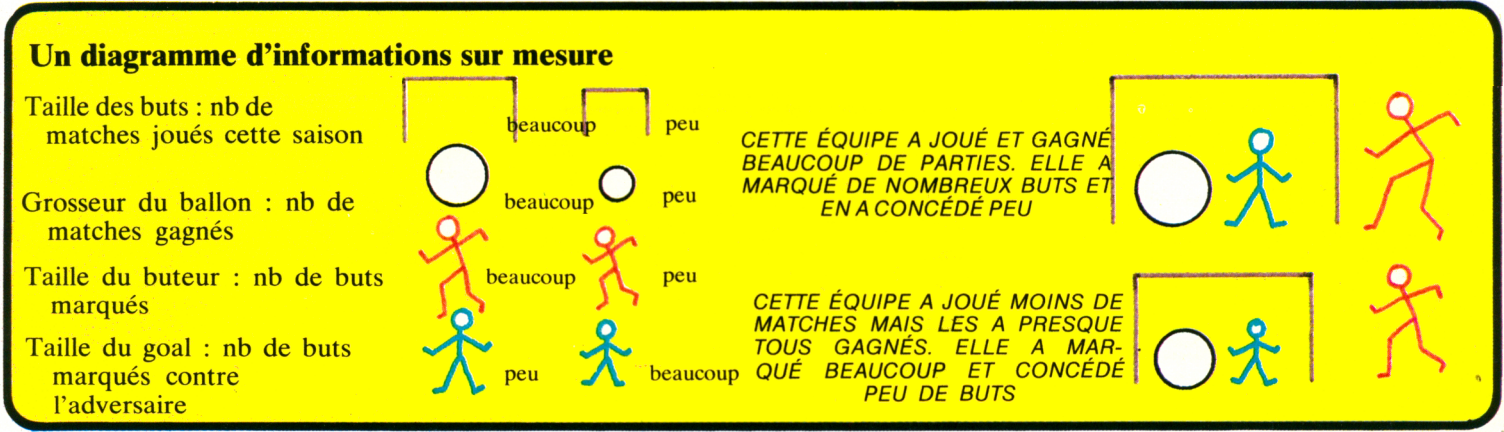 Un diagramme d'informations sur mesure
Taille des buts : nb de
matches joués cette saison
beaucoup
peu
Grosseur du ballon : nb de
matches gagnés
beaucoup
peu
Taille du buteur : nb de buts
marqués
beaucoup
peu
Taille du goal : nb de buts
marqués contre
l'adversaire
peu
beaucoup
CETTE ÉQUIPE A JOUÉ ET GAGNÉ
BEAUCOUP DE PARTIES. ELLE A
MARQUÉ DE NOMBREUX BUTS ET
EN A CONCÉDÉ PEU
CETTE ÉQUIPE A JOUÉ MOINS DE
MATCHES MAIS LES A PRESQUE
TOUS GAGNÉS. ELLE A MAR-
QUÉ BEAUCOUP ET CONCÉDÉ
PEU DE BUTS